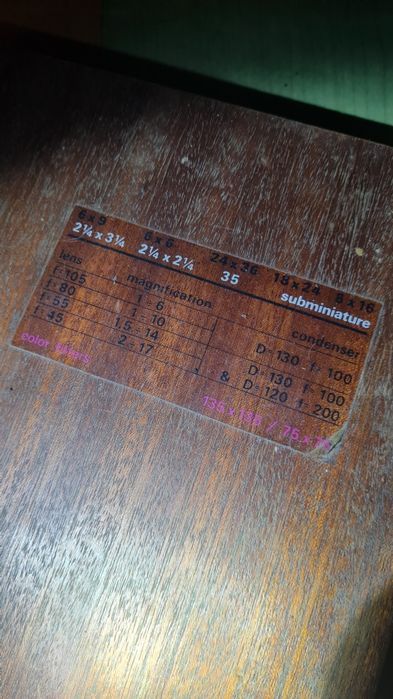 6 x 9 6 x 6 24 x 36 18 x 24 8 x 16
2¼ x 3¼ 2¼ x 2¼ 35 subminiature
lens magnification condenser
f=105 1 : 6 D=130 f= 100
f=80 1 : 10 D=130 f= 100
f=55 1,5 - 14 & D=120 f= 200
f=45 2 - 17
color filters 75 x